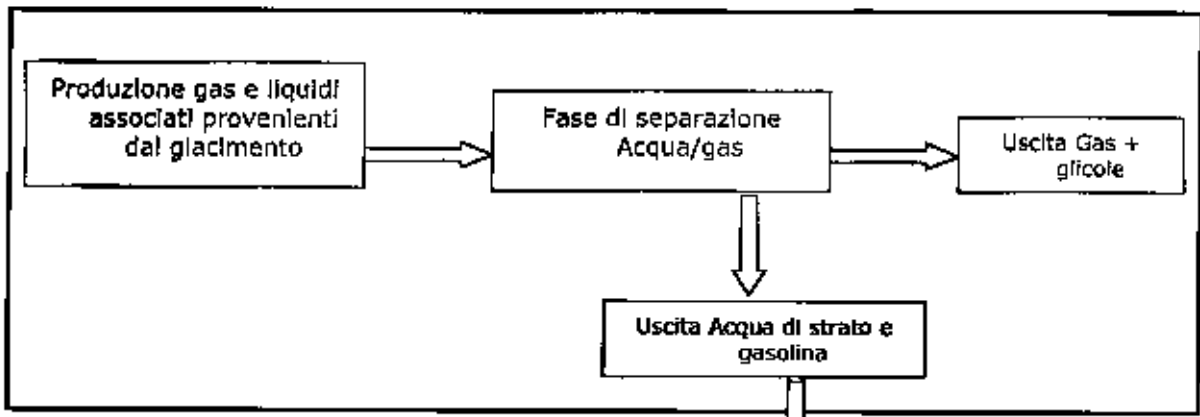 Produzione gas e liquidi
associati provenienti
dal giacimento
Fase di separazione
Acqua/gas
Uscita Gas +
glicole
Uscita Acqua di strato e
gasolina